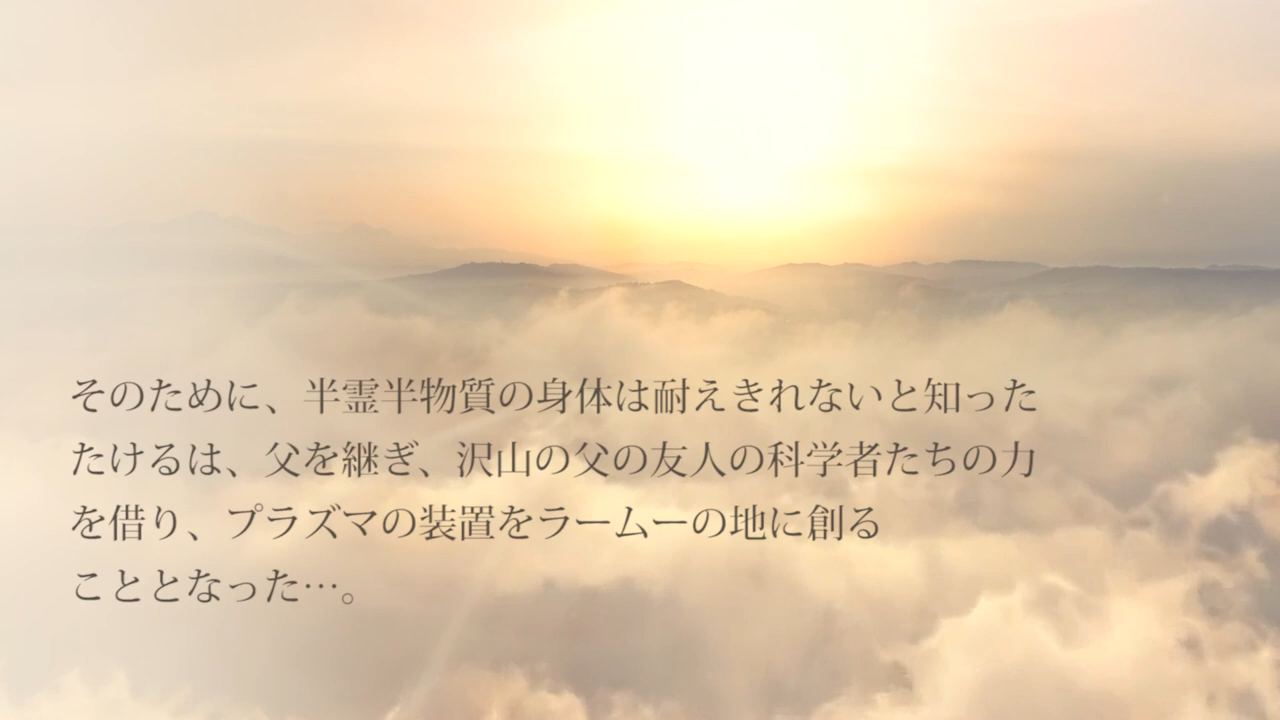 そのために、半霊半物質の身体は耐えきれないと知った
たけるは、父を継ぎ、沢山の父の友人の科学者たちの力
を借り、プラズマの装置をラームーの地に創る
こととなった…。